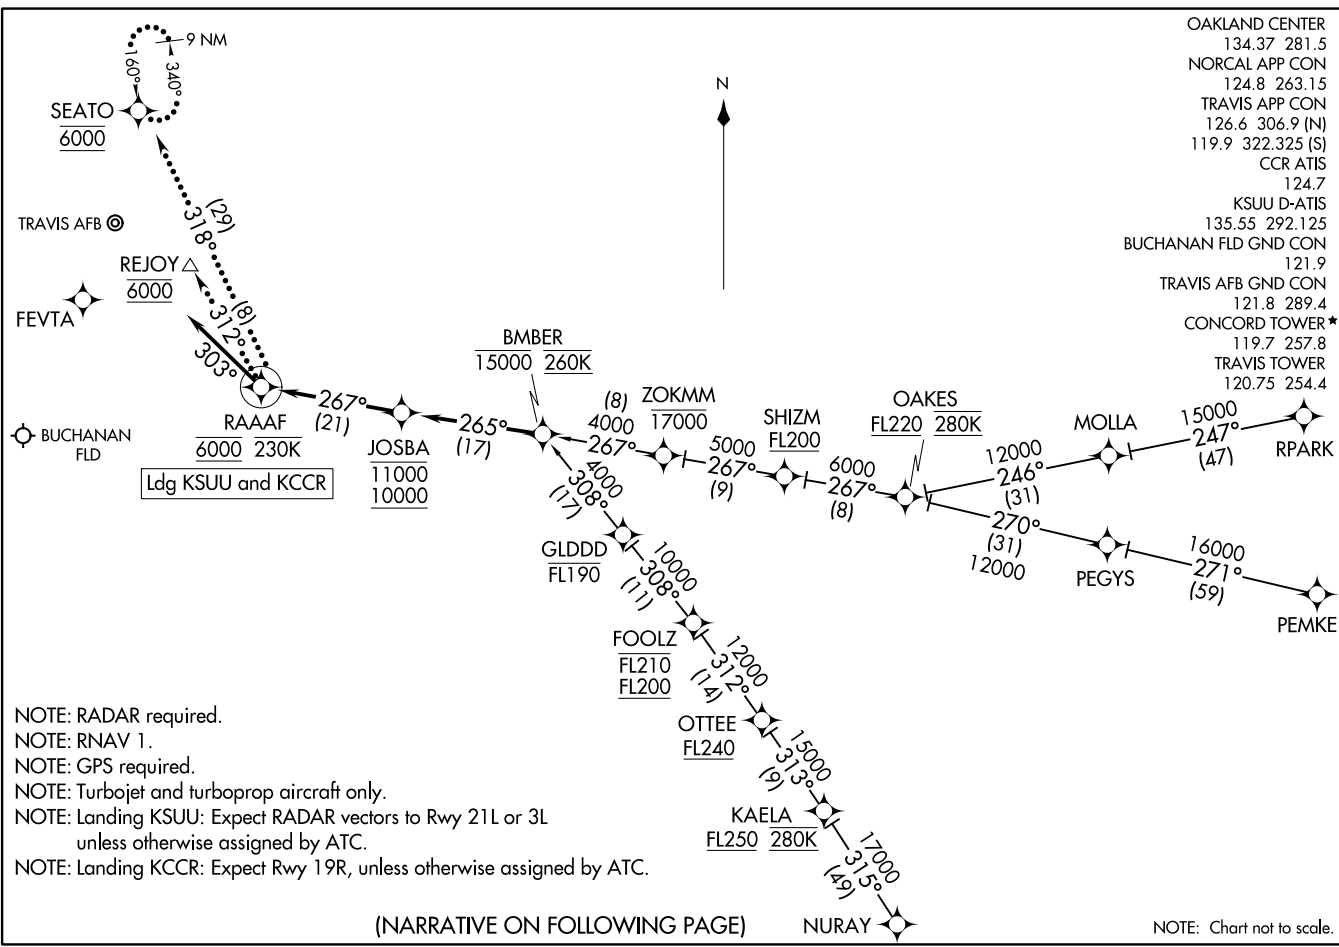 OAKLAND CENTER
134.37 281.5
NORCAL APP CON
124.8 263.15
TRAVIS APP CON
126.6 306.9 (N)
119.9 322.325 (S)
CCR ATIS
124.7
KSUU D-ATIS
135.55 292.125
BUCHANAN FLD GND CON
121.9
TRAVIS AFB GND CON
121.8 289.4
CONCORD TOWER★
119.7 257.8
TRAVIS TOWER
120.75 254.4
9 NM
160°
340°
SEATO
6000
N
(29)
318°
(8)
TRAVIS AFB
REJOY
6000
312°
FEVTA
303°
BUCHANAN
FLD
RAAAF
6000 230K
Ldg KSUU and KCCR
267°
(21)
JOSBA
11000
10000
265°
(17)
BMBER
15000 260K
(8)
4000
267°
ZOKMM
17000
5000
267°
(9)
SHIZM
FL200
6000
267°
(8)
OAKES
FL220 280K
12000
246°
(31)
MOLLA
15000
247°
(47)
RPARK
270°
(31)
12000
PEGYS
16000
271°
(59)
PEMKE
4000
308°
(17)
GLDDD
FL190
10000
308°
(11)
FOOLZ
FL210
FL200
12000
312°
(14)
OTTEE
FL240
15000
313°
(9)
KAELA
FL250 280K
17000
315°
(49)
NURAY
NOTE: RADAR required.
NOTE: RNAV 1.
NOTE: GPS required.
NOTE: Turbojet and turboprop aircraft only.
NOTE: Landing KSUU: Expect RADAR vectors to Rwy 21L or 3L
unless otherwise assigned by ATC.
NOTE: Landing KCCR: Expect Rwy 19R, unless otherwise assigned by ATC.
(NARRATIVE ON FOLLOWING PAGE)
NOTE: Chart not to scale.